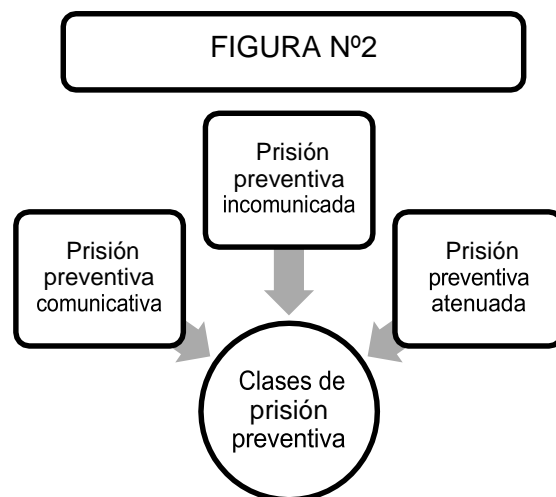 FIGURA Nº2
Prisión
preventiva
incomunicada
Prisión
preventiva
comunicativa
Prisión
preventiva
atenuada
Clases de
prisión
preventiva